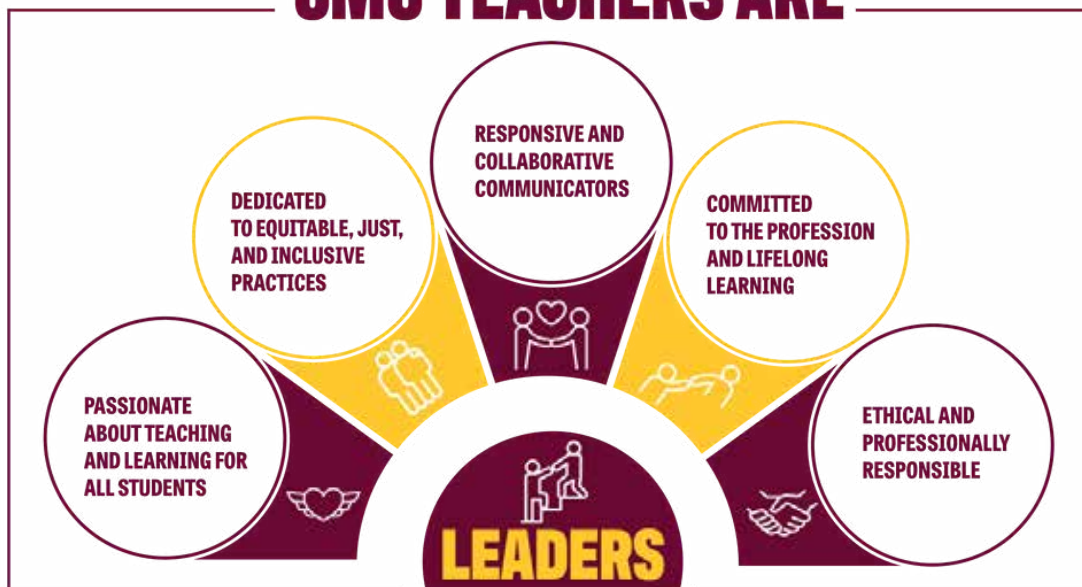 CMU TEACHERS ARE
RESPONSIVE AND
COLLABORATIVE
COMMUNICATORS
DEDICATED
TO EQUITABLE, JUST,
AND INCLUSIVE
PRACTICES
COMMITTED
TO THE PROFESSION
AND LIFELONG
LEARNING
PASSIONATE
ABOUT TEACHING
AND LEARNING FOR
ALL STUDENTS
ETHICAL AND
PROFESSIONALLY
RESPONSIBLE
LEADERS